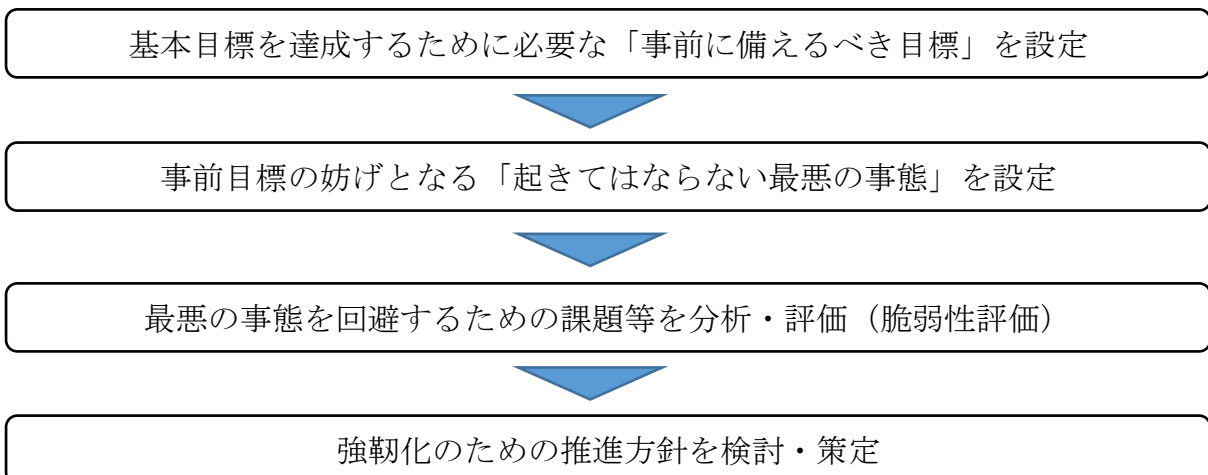 基本目標を達成するために必要な「事前に備えるべき目標」を設定
事前目標の妨げとなる「起きてはならない最悪の事態」を設定
最悪の事態を回避するための課題等を分析・評価（脆弱性評価）
強靱化のための推進方針を検討・策定